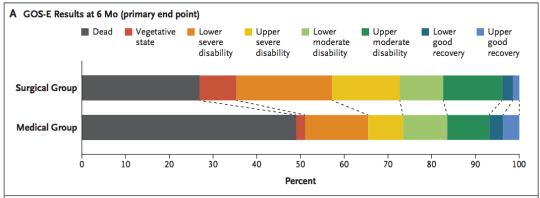 A GOS-E Results at 6 Mo (primary end point)
Dead
Vegetative
state
Lower
severe
disability
Upper
severe
disability
Lower
moderate
disability
Upper
moderate
disability
Lower
good
recovery
Upper
good
recovery
Surgical Group
Medical Group
0 10 20 30 40 50 60 70 80 90 100
Percent